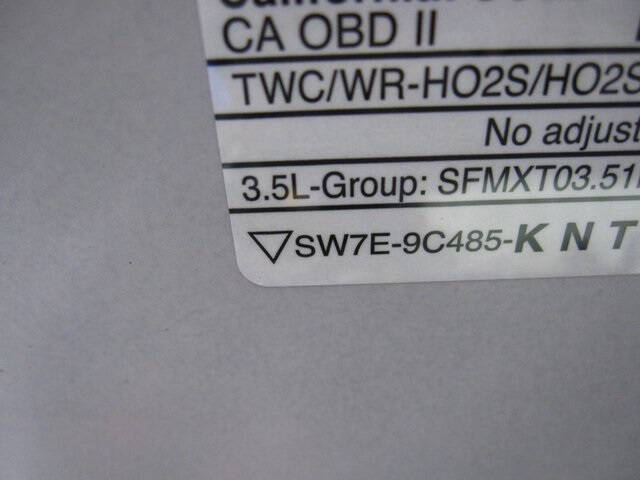 CA OBD II
TWC/WR-HO2S/HO2S
No adjust
3.5L-Group: SFMXT03.51
▽SW7E-9C485-K N T